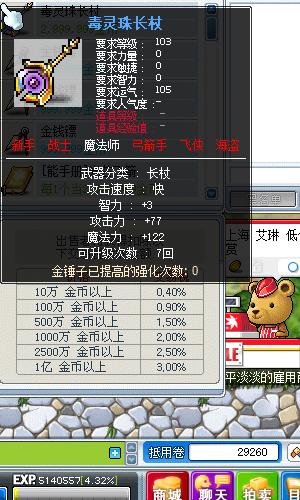 毒灵珠长杖
要求等级 : 103
要求力量 : 0
要求敏捷 : 0
要求智力 : 0
要求运气 : 105
要求人气度 : -
道具等级 : -
道具经验值 : -
新手 战士 魔法师 弓箭手 飞侠 海盗
武器分类 : 长杖
攻击速度 : 快
智力 : +3
攻击力 : +77
魔法力 : +122
可升级次数 : 7回
金锤子已提高的强化次数: 0
10万 金币以上 0,40%
100万 金币以上 0,90%
500万 金币以上 1,50%
1000万 金币以上 2,00%
2500万 金币以上 2,50%
1亿 金币以上 3,00%
上海 艾琳 低
赏
平淡淡的雇用
抵用卷 29260
EXP. 5140557[4.32%]
商城
聊天
拍卖